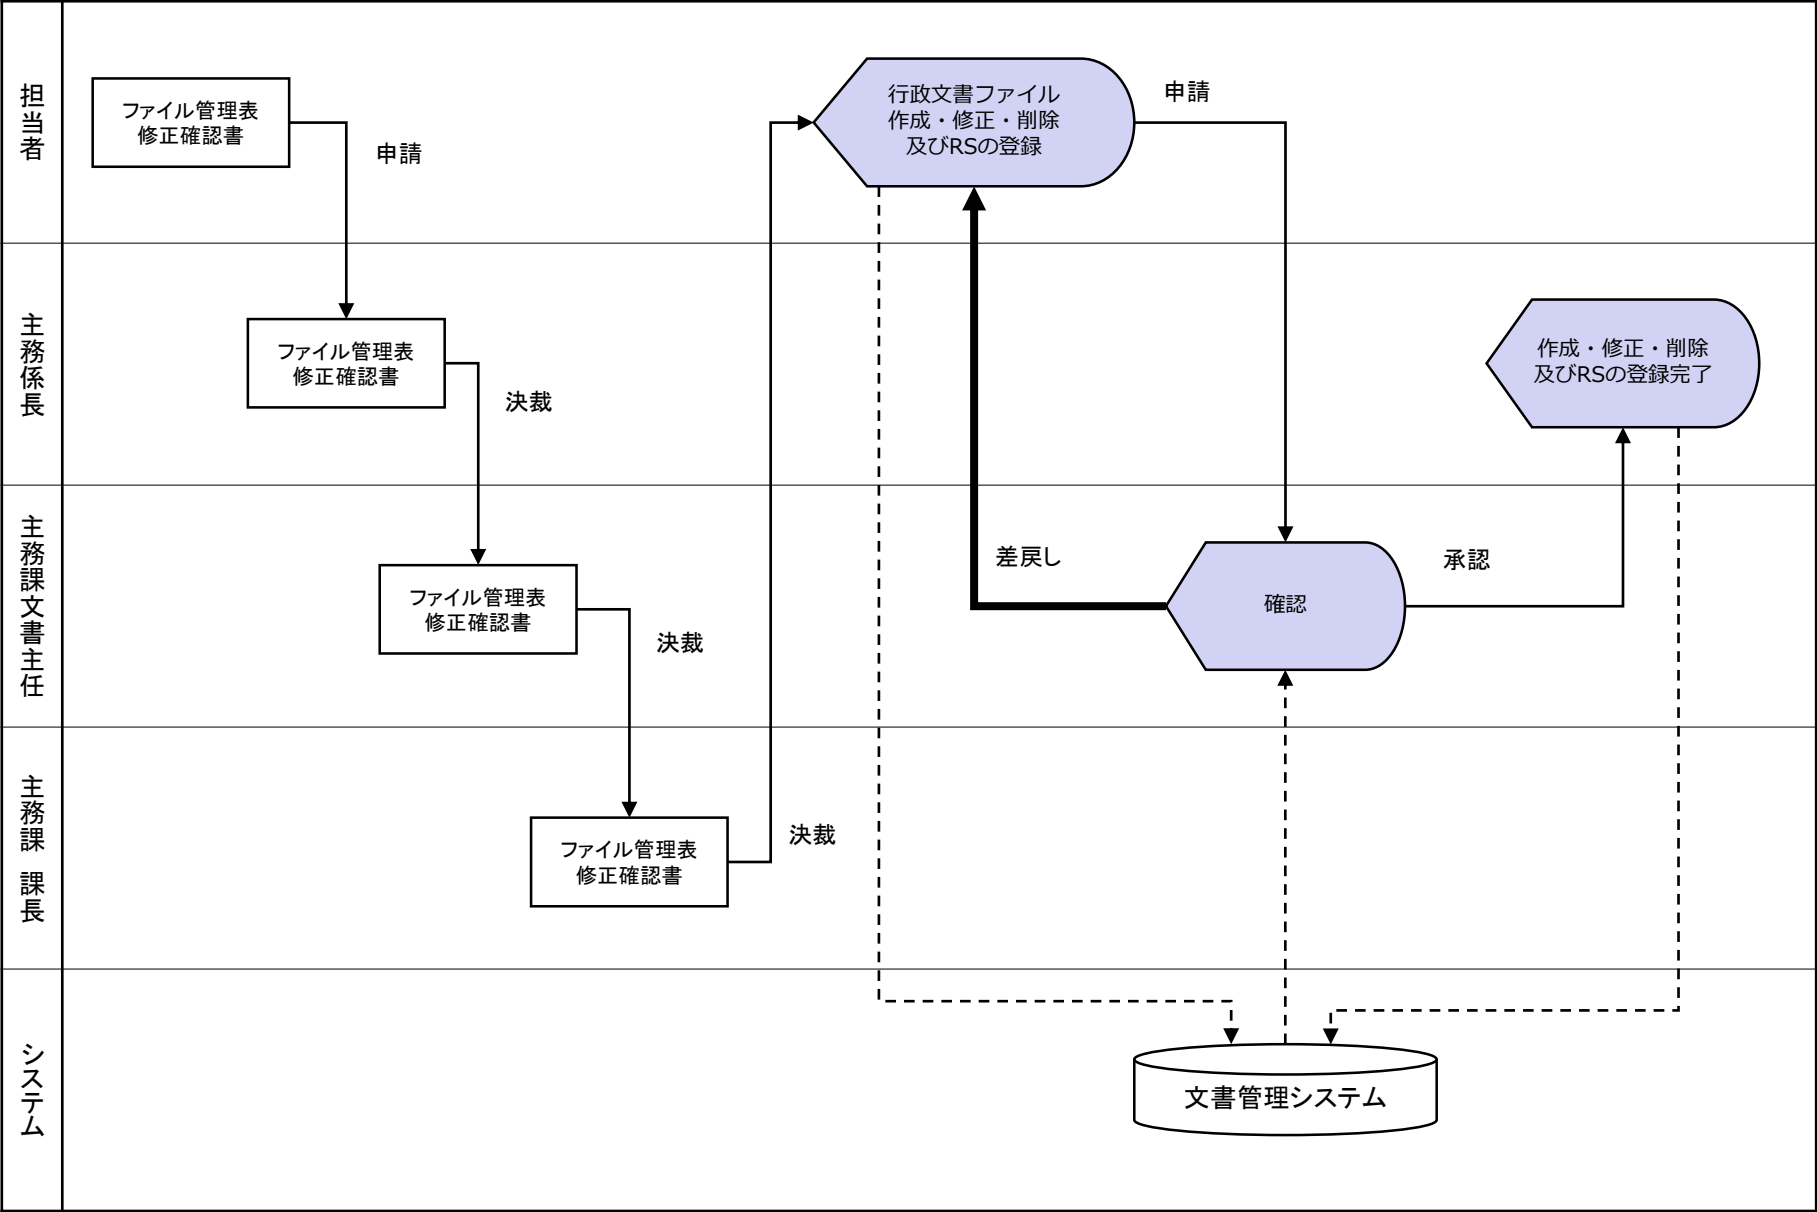 担当者
ファイル管理表
修正確認書
申請
行政文書ファイル
作成・修正・削除
及びRSの登録
申請
主務係長
ファイル管理表
修正確認書
決裁
作成・修正・削除
及びRSの登録完了
主務課文書主任
ファイル管理表
修正確認書
決裁
差戻し
確認
承認
主務課 課長
ファイル管理表
修正確認書
決裁
システム
文書管理システム